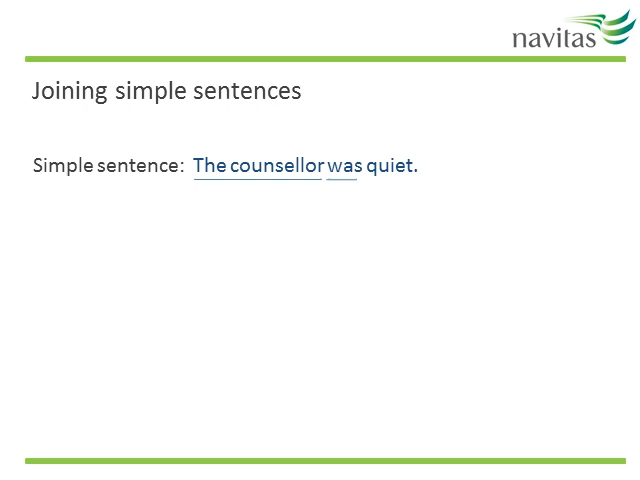 navitas
Joining simple sentences
Simple sentence: The counsellor was quiet.